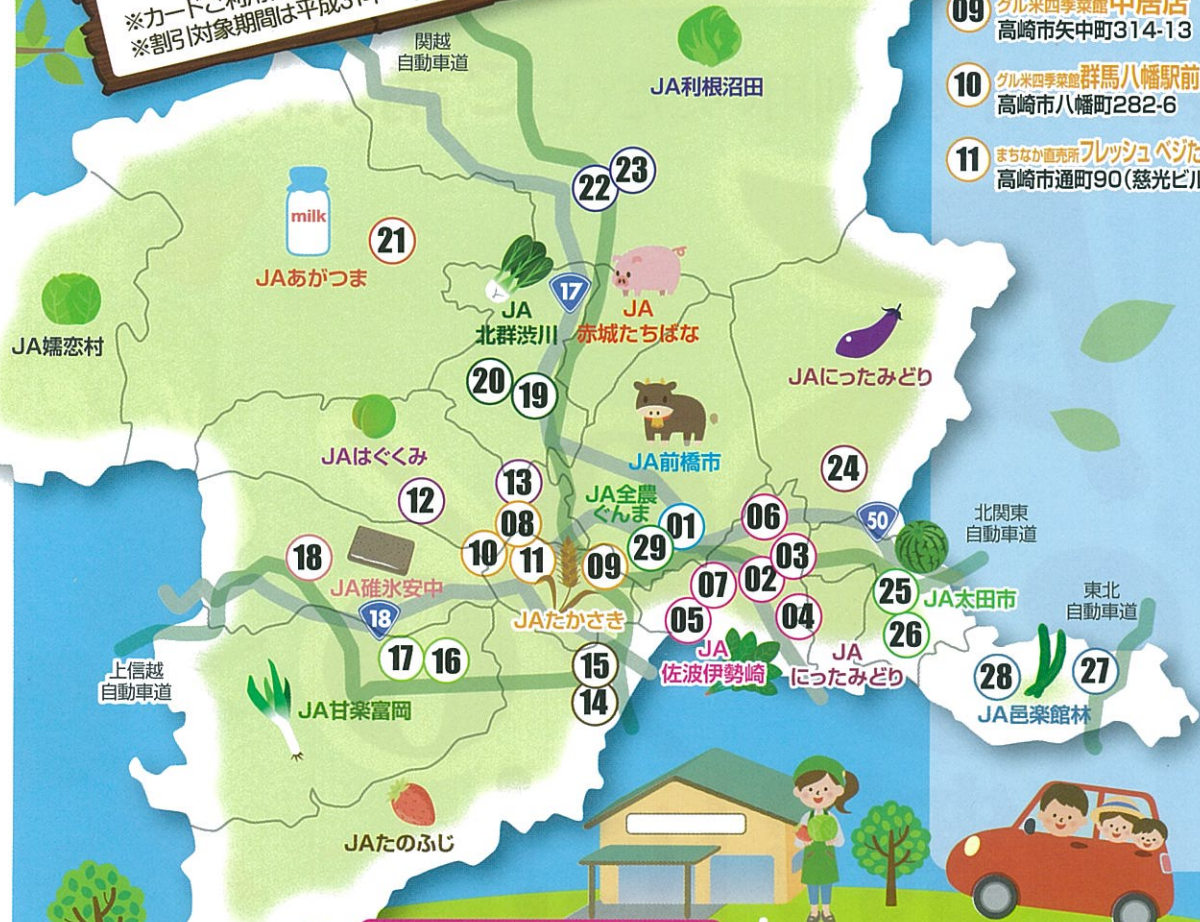 ※カードご利用
※割引対象期間は平成31年
関越
自動車道
JA利根沼田
09 グル米四季菜館中居店
高崎市矢中町314-13
10 グル米四季菜館群馬八幡駅前
高崎市八幡町282-6
11 まちなか直売所フレッシュ ベジた
高崎市通町90(慈光ビル
22
23
milk
21
JAあがつま
JA嬬恋村
17
JA
北群渋川
JA
赤城たちばな
JAにったみどり
20
19
JAはぐくみ
JA前橋市
24
12
13
08
10
11
09
JA全農
ぐんま
29
01
06
03
02
07
05
04
50
北関東
自動車道
18
JA碓氷安中
18
JAたかさき
25
JA太田市
26
東北
自動車道
上信越
自動車道
17
16
15
14
JA
佐波伊勢崎
JA
にったみどり
28
27
JA邑楽館林
JA甘楽富岡
JAたのふじ